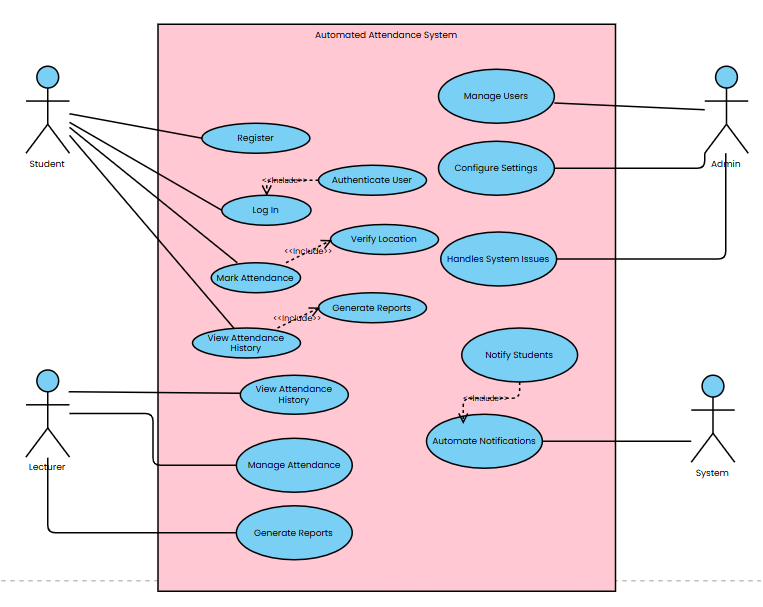 Automated Attendance System
Manage Users
Register
Student
Admin
Configure Settings
<<Include>>
Authenticate User
Log In
Verify Location
<<Include>>
Handles System Issues
Mark Attendance
Generate Reports
<<Include>>
View Attendance
History
Notify Students
View Attendance
History
<<Include>>
Automate Notifications
Lecturer
Manage Attendance
System
Generate Reports